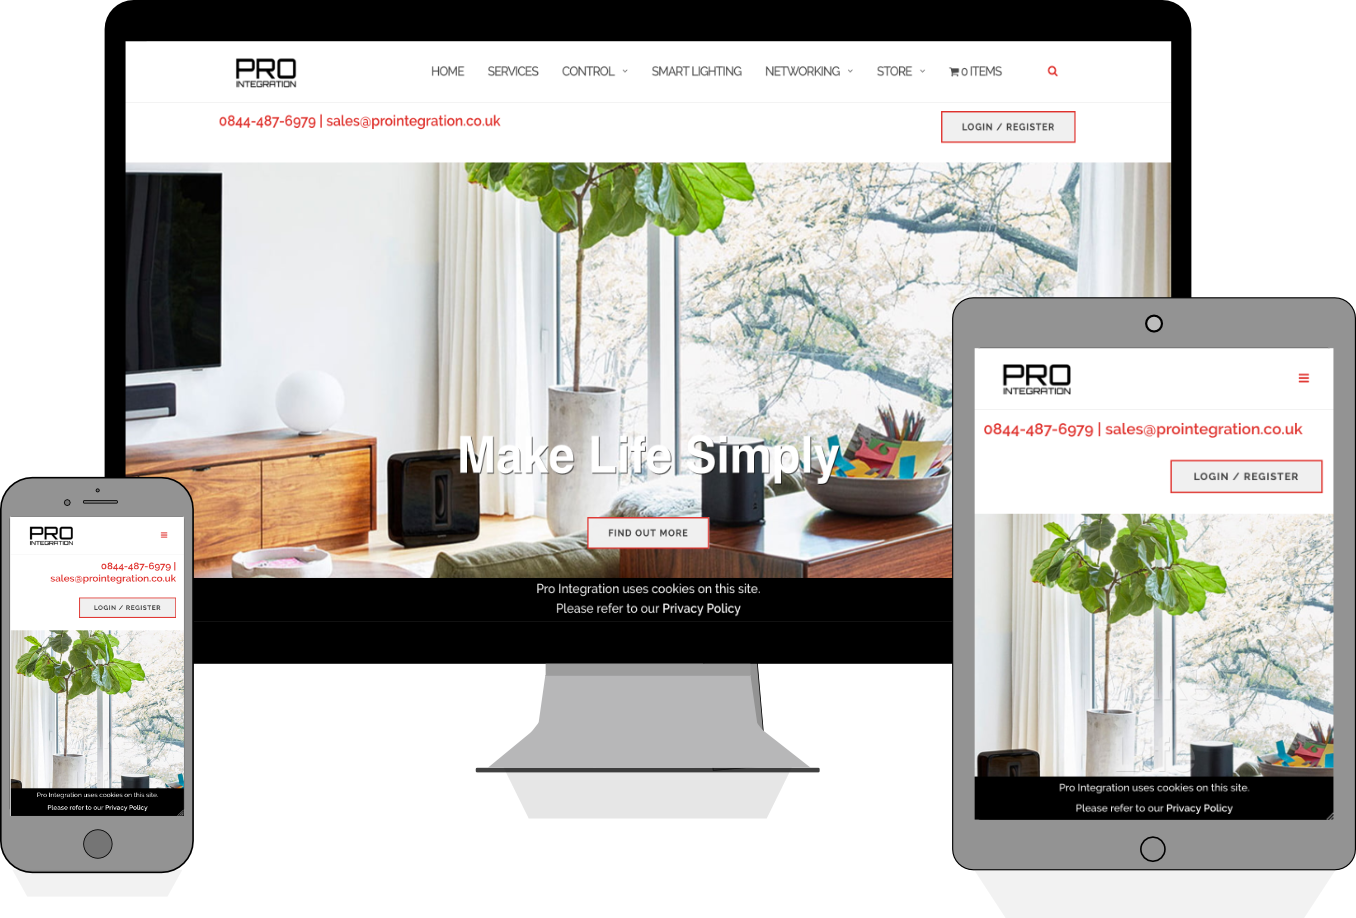 PRO
INTEGRATION
HOME SERVICES CONTROL SMART LIGHTING NETWORKING STORE 0 ITEMS
0844-487-6979 | sales@prointegration.co.uk
LOGIN / REGISTER
Make Life Simply
FIND OUT MORE
Pro Integration uses cookies on this site.
Please refer to our Privacy Policy
PRO
INTEGRATION
0844-487-6979 |
sales@prointegration.co.uk
LOGIN / REGISTER
Pro Integration uses cookies on this site.
Please refer to our Privacy Policy
PRO
INTEGRATION
0844-487-6979 | sales@prointegration.co.uk
LOGIN / REGISTER
Pro Integration uses cookies on this site.
Please refer to our Privacy Policy